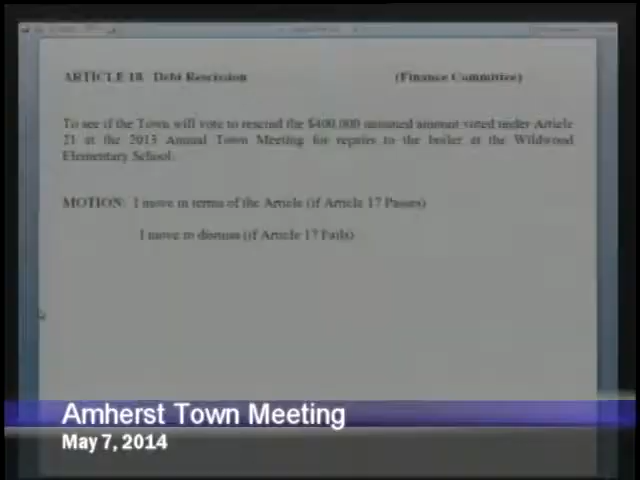 ARTICLE 18. Debt Rescission (Finance Committee)
To see if the Town will vote to rescind the $400,000 unissued amount voted under Article
21 at the 2013 Annual Town Meeting for repairs to the boiler at the Wildwood
Elementary School.
MOTION: I move in terms of the Article (if Article 17 Passes)
I move to dismiss (if Article 17 Fails)
Amherst Town Meeting
May 7, 2014